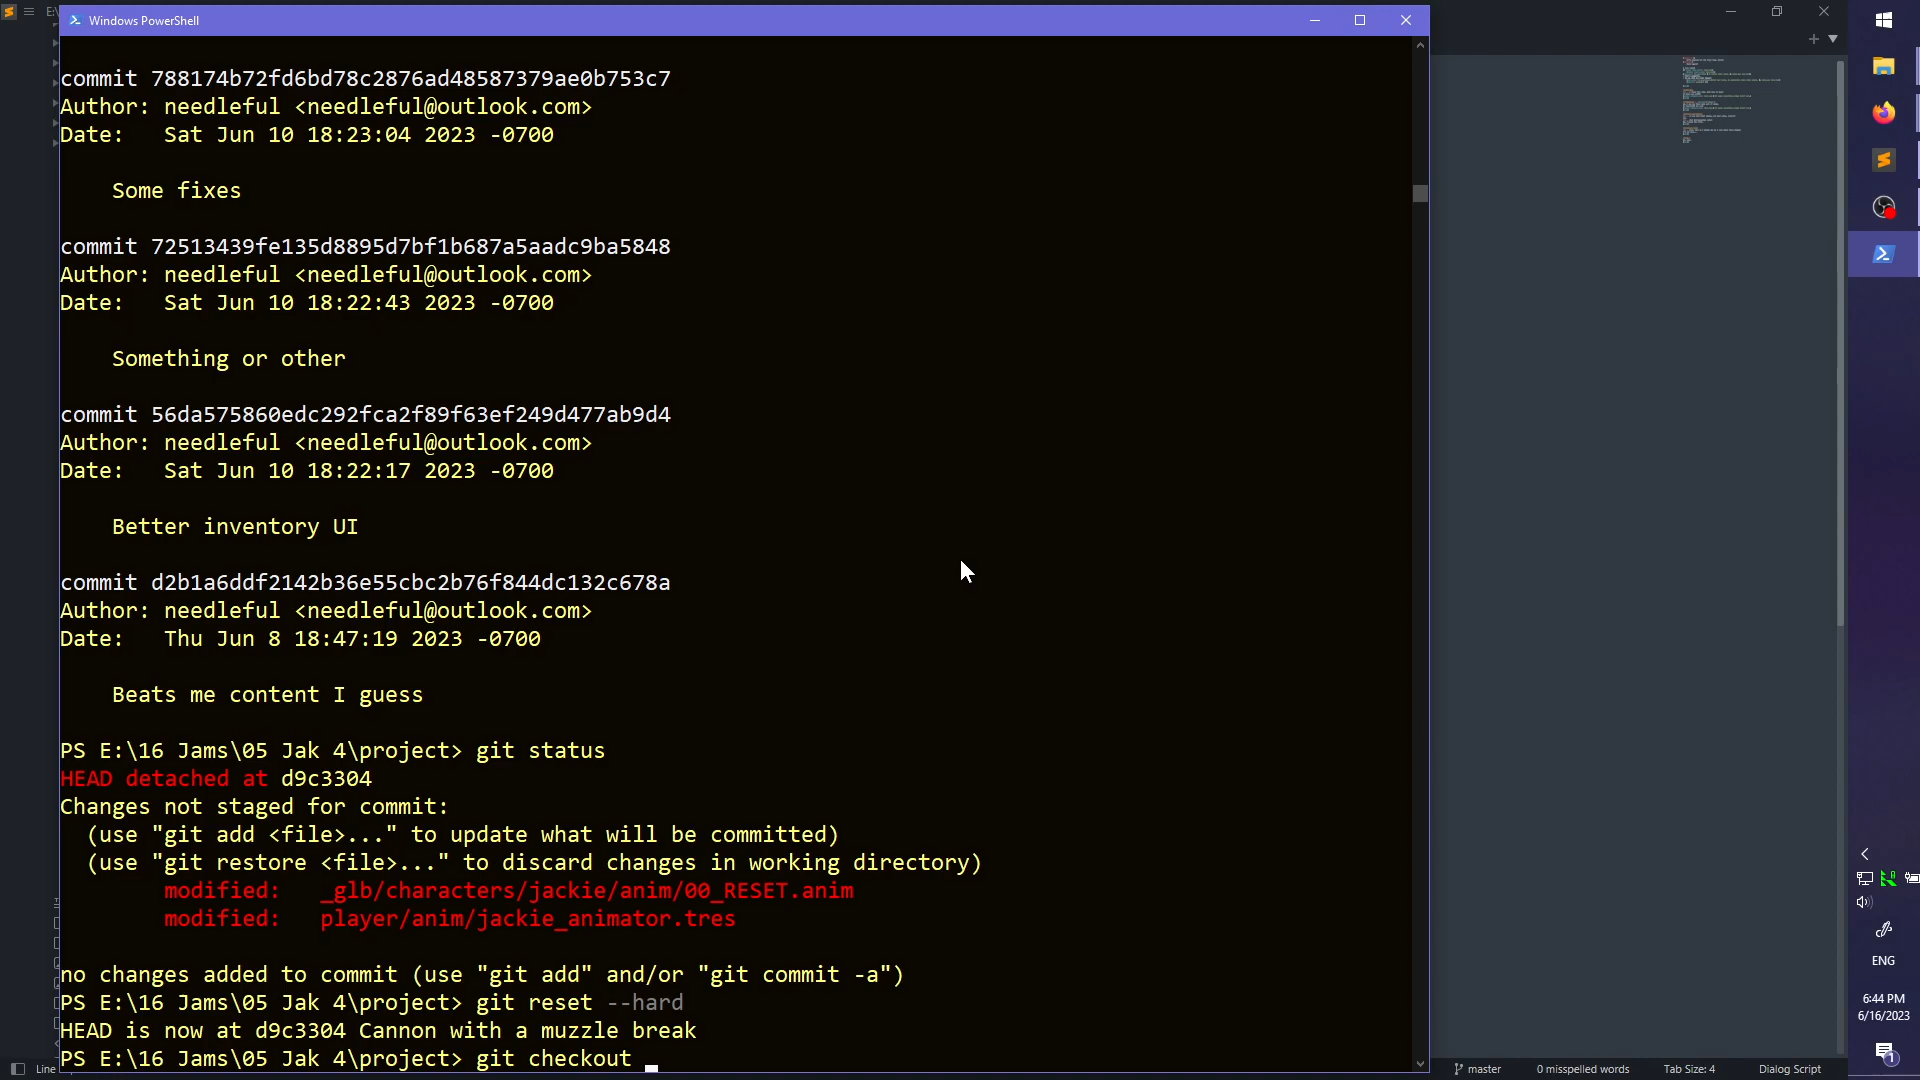 E:\
Windows PowerShell
commit 788174b72fd6bd78c2876ad48587379ae0b753c7
Author: needleful <needleful@outlook.com>
Date:   Sat Jun 10 18:23:04 2023 -0700
Some fixes
commit 72513439fe135d8895d7bf1b687a5aadc9ba5848
Author: needleful <needleful@outlook.com>
Date:   Sat Jun 10 18:22:43 2023 -0700
Something or other
commit 56da575860edc292fca2f89f63ef249d477ab9d4
Author: needleful <needleful@outlook.com>
Date:   Sat Jun 10 18:22:17 2023 -0700
Better inventory UI
commit d2b1a6ddf2142b36e55cbc2b76f844dc132c678a
Author: needleful <needleful@outlook.com>
Date:   Thu Jun 8 18:47:19 2023 -0700
Beats me content I guess
PS E:\16 Jams\05 Jak 4\project> git status
HEAD detached at d9c3304
Changes not staged for commit:
(use "git add <file>..." to update what will be committed)
(use "git restore <file>..." to discard changes in working directory)
modified:   _glb/characters/jackie/anim/00_RESET.anim
modified:   player/anim/jackie_animator.tres
no changes added to commit (use "git add" and/or "git commit -a")
PS E:\16 Jams\05 Jak 4\project> git reset --hard
HEAD is now at d9c3304 Cannon with a muzzle break
PS E:\16 Jams\05 Jak 4\project> git checkout
Line
master
0 misspelled words
Tab Size: 4
Dialog Script
ENG
6:44 PM
6/16/2023
1